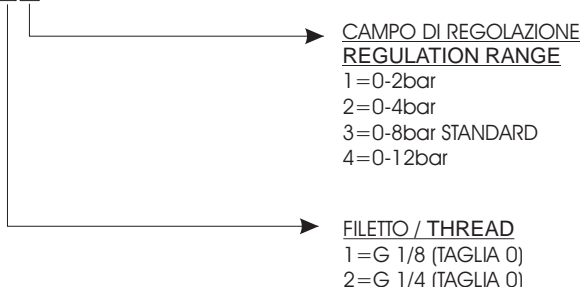 CAMPO DI REGOLAZIONE
REGULATION RANGE
1=0-2bar
2=0-4bar
3=0-8bar STANDARD
4=0-12bar
FILETTO / THREAD
1=G 1/8 (TAGLIA 0)
2=G 1/4 (TAGLIA 0)